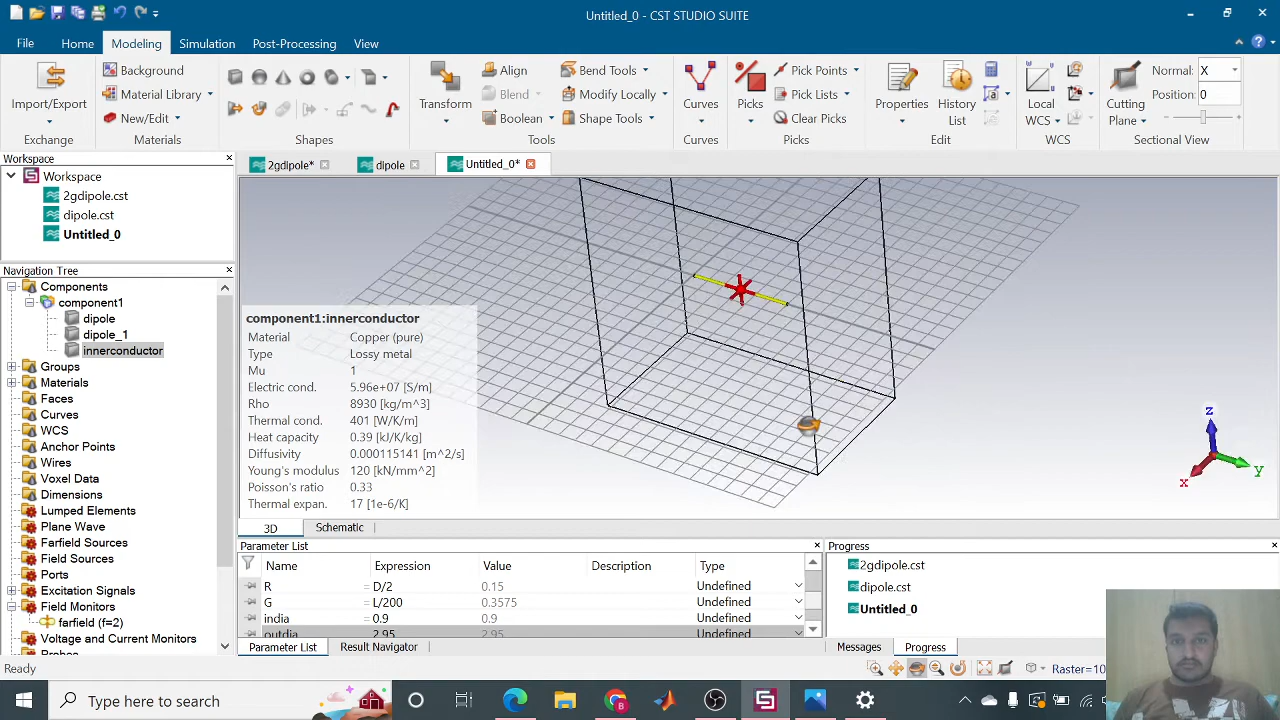 Untitled_0 - CST STUDIO SUITE
File Home Modeling Simulation Post-Processing View
Import/Export
Exchange
Background
Material Library
New/Edit
Materials
Shapes
Transform
Align
Blend
Boolean
Bend Tools
Modify Locally
Shape Tools
Tools
Curves
Curves
Picks
Pick Points
Pick Lists
Clear Picks
Picks
Properties
History
List
Edit
Local
WCS
WCS
Cutting
Plane
Normal: X
Position: 0
Sectional View
Workspace
Workspace
2gdipole.cst
dipole.cst
Untitled_0
Navigation Tree
Components
component1
dipole
dipole_1
innerconductor
Groups
Materials
Faces
Curves
WCS
Anchor Points
Wires
Voxel Data
Dimensions
Lumped Elements
Plane Wave
Farfield Sources
Field Sources
Ports
Excitation Signals
Field Monitors
farfield (f=2)
Voltage and Current Monitors
2gdipole* dipole Untitled_0*
component1:innerconductor
Material Copper (pure)
Type Lossy metal
Mu 1
Electric cond. 5.96e+07 [S/m]
Rho 8930 [kg/m^3]
Thermal cond. 401 [W/K/m]
Heat capacity 0.39 [kJ/K/kg]
Diffusivity 0.000115141 [m^2/s]
Young's modulus 120 [kN/mm^2]
Poisson's ratio 0.33
Thermal expan. 17 [1e-6/K]
z
y
x
3D Schematic
Parameter List
Name Expression Value Description Type
R = D/2 0.15 Undefined
G = L/200 0.3575 Undefined
india = 0.9 0.9 Undefined
outdia = 2.95 2.95 Undefined
Parameter List Result Navigator
Progress
2gdipole.cst
dipole.cst
Untitled_0
Messages Progress
Ready
Raster=10
Type here to search